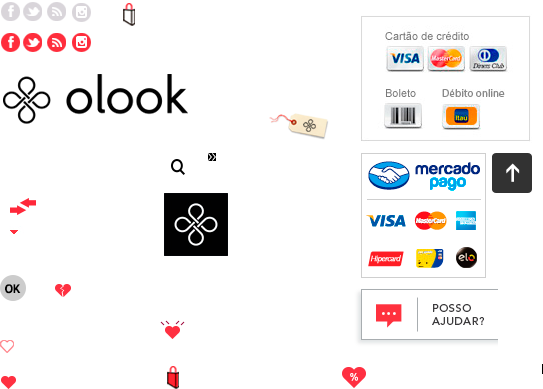 olook
Cartão de crédito
VISA MasterCard Diners Club
Boleto Débito online
Itaú
mercado
pago
VISA MasterCard
Hipercard elo
OK
POSSO
AJUDAR?
%